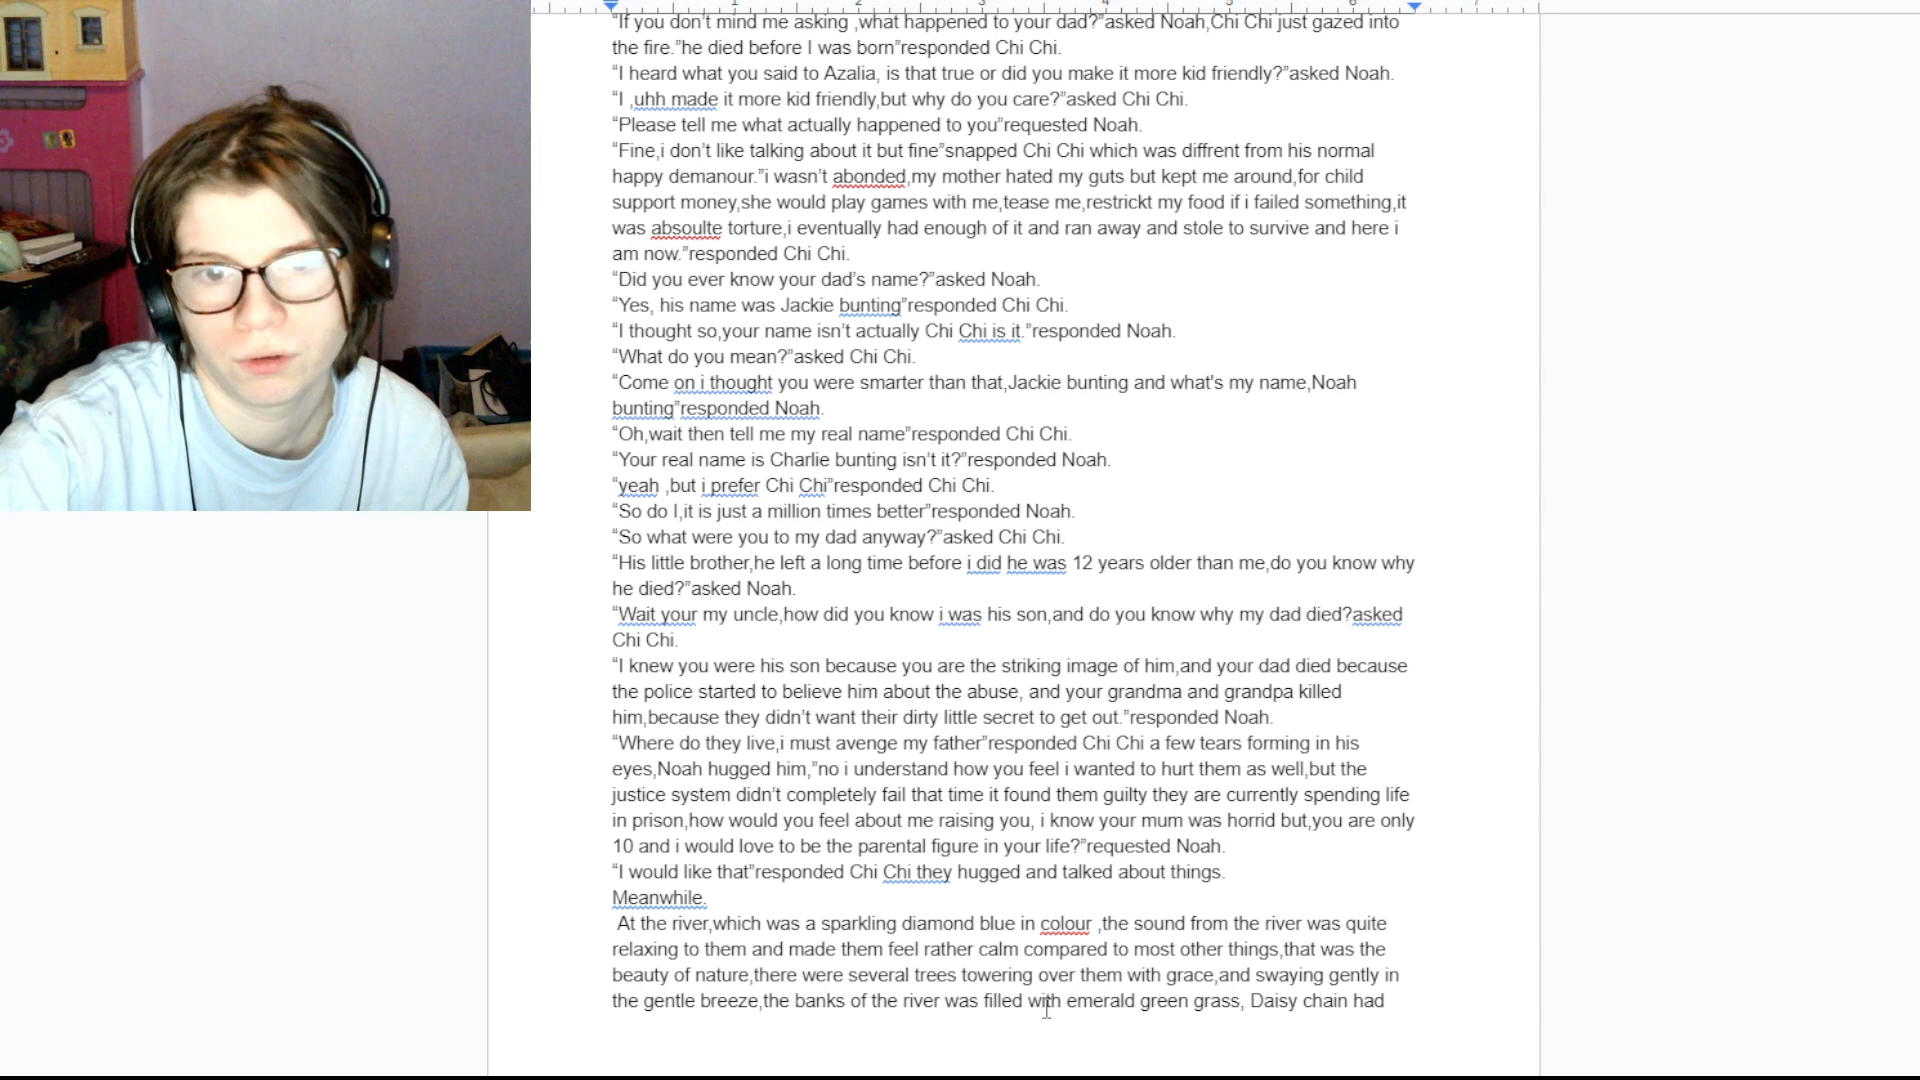 “If you don’t mind me asking ,what happened to your dad?”asked Noah,Chi Chi just gazed into
the fire.”he died before I was born”responded Chi Chi.
“I heard what you said to Azalia, is that true or did you make it more kid friendly?”asked Noah.
“I ,uhh made it more kid friendly,but why do you care?”asked Chi Chi.
“Please tell me what actually happened to you”requested Noah.
“Fine,i don’t like talking about it but fine”snapped Chi Chi which was diffrent from his normal
happy demanour.”i wasn’t abonded,my mother hated my guts but kept me around,for child
support money,she would play games with me,tease me,restrickt my food if i failed something,it
was absoulte torture,i eventually had enough of it and ran away and stole to survive and here i
am now.”responded Chi Chi.
“Did you ever know your dad’s name?”asked Noah.
“Yes, his name was Jackie bunting”responded Chi Chi.
“I thought so,your name isn’t actually Chi Chi is it.”responded Noah.
“What do you mean?”asked Chi Chi.
“Come on i thought you were smarter than that,Jackie bunting and what's my name,Noah
bunting”responded Noah.
“Oh,wait then tell me my real name”responded Chi Chi.
“Your real name is Charlie bunting isn’t it?”responded Noah.
“yeah ,but i prefer Chi Chi”responded Chi Chi.
“So do I,it is just a million times better”responded Noah.
“So what were you to my dad anyway?”asked Chi Chi.
“His little brother,he left a long time before i did he was 12 years older than me,do you know why
he died?”asked Noah.
“Wait your my uncle,how did you know i was his son,and do you know why my dad died?asked
Chi Chi.
“I knew you were his son because you are the striking image of him,and your dad died because
the police started to believe him about the abuse, and your grandma and grandpa killed
him,because they didn’t want their dirty little secret to get out.”responded Noah.
“Where do they live,i must avenge my father”responded Chi Chi a few tears forming in his
eyes,Noah hugged him,”no i understand how you feel i wanted to hurt them as well,but the
justice system didn’t completely fail that time it found them guilty they are currently spending life
in prison,how would you feel about me raising you, i know your mum was horrid but,you are only
10 and i would love to be the parental figure in your life?”requested Noah.
“I would like that”responded Chi Chi they hugged and talked about things.
Meanwhile.
At the river,which was a sparkling diamond blue in colour ,the sound from the river was quite
relaxing to them and made them feel rather calm compared to most other things,that was the
beauty of nature,there were several trees towering over them with grace,and swaying gently in
the gentle breeze,the banks of the river was filled with emerald green grass, Daisy chain had